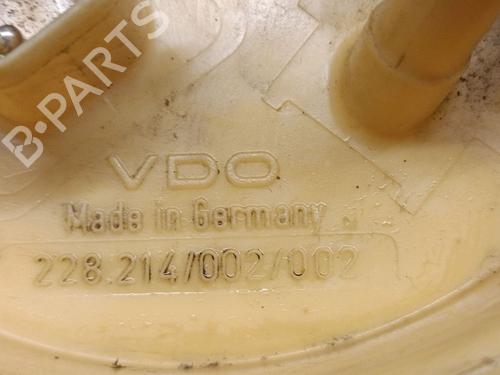 B-PARTS
VDO
Made in Germany
228.214/002/002